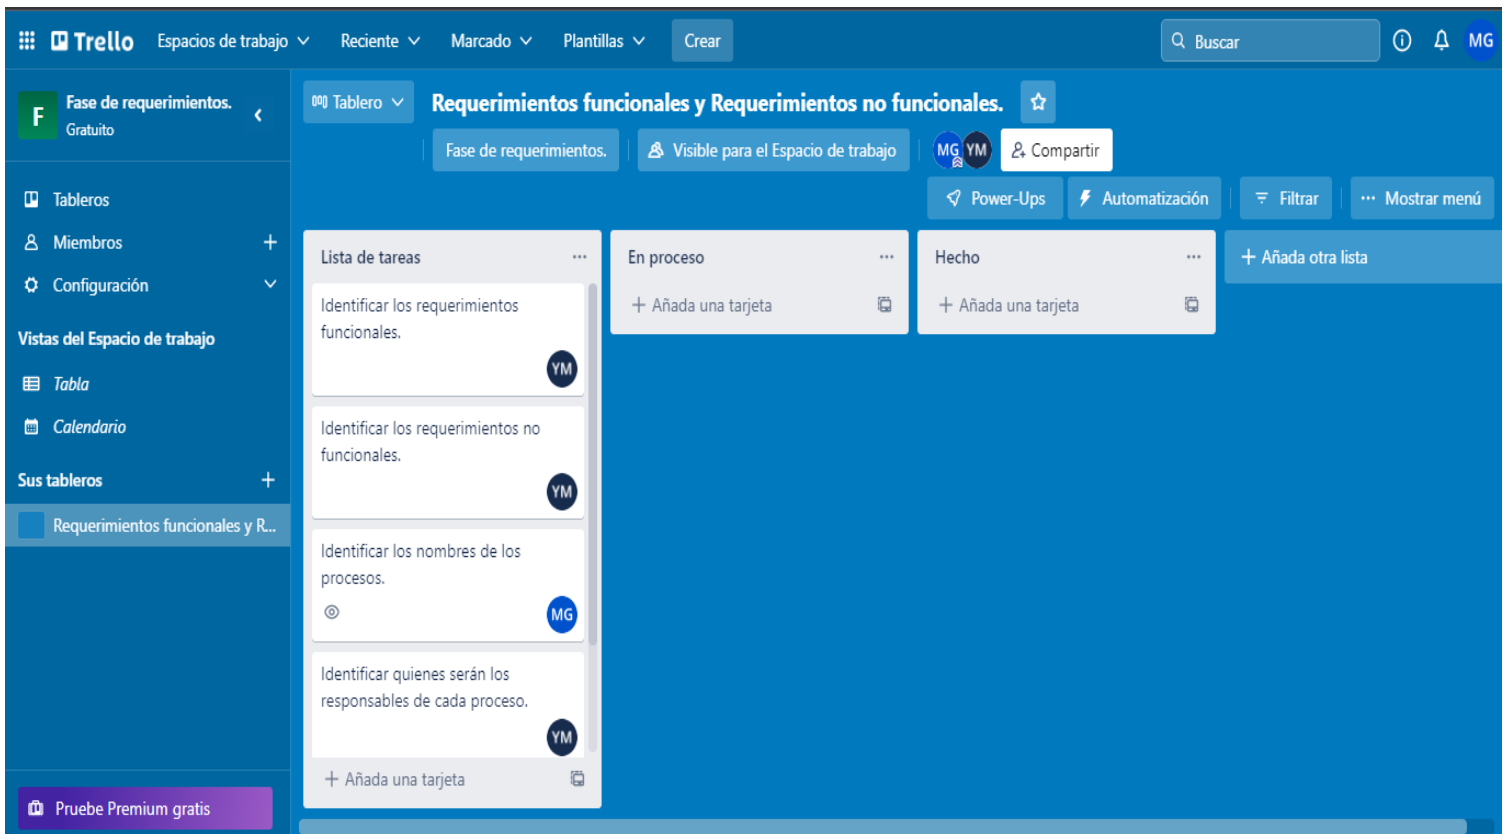 Trello
Espacios de trabajo
Reciente
Marcado
Plantillas
Crear
Buscar
MG
F
Fase de requerimientos.
Gratuito
Tableros
Miembros
Configuración
Vistas del Espacio de trabajo
Tabla
Calendario
Sus tableros
Requerimientos funcionales y R...
Pruebe Premium gratis
Tablero
Requerimientos funcionales y Requerimientos no funcionales.
Fase de requerimientos.
Visible para el Espacio de trabajo
MG
YM
Compartir
Power-Ups
Automatización
Filtrar
Mostrar menú
Lista de tareas
Identificar los requerimientos
funcionales.
YM
Identificar los requerimientos no
funcionales.
YM
Identificar los nombres de los
procesos.
MG
Identificar quienes serán los
responsables de cada proceso.
YM
+ Añada una tarjeta
En proceso
+ Añada una tarjeta
Hecho
+ Añada una tarjeta
+ Añada otra lista